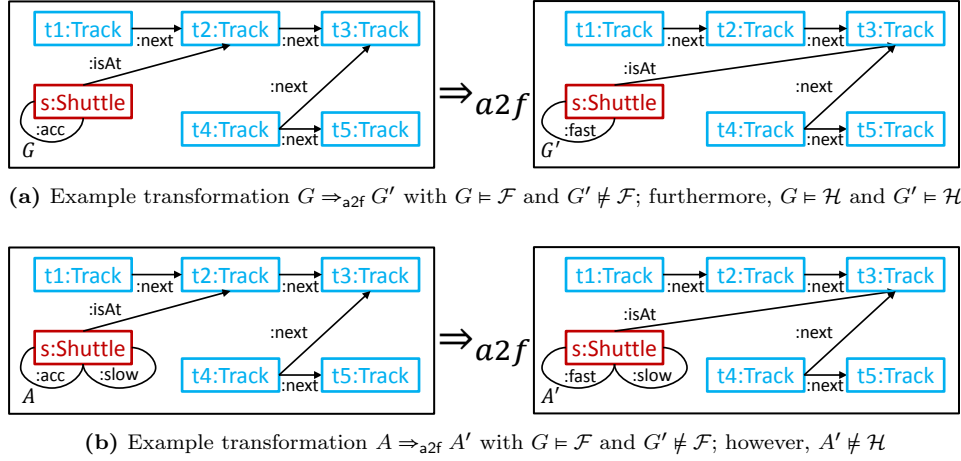 t1:Track t2:Track t3:Track t1:Track t2:Track t3:Track
:next :next :next :next
:isAt :isAt
:next :next
s:Shuttle s:Shuttle
:acc t4:Track t5:Track ⇒a2f :fast t4:Track t5:Track
G :next G′ :next
(a) Example transformation G ⇒a2f G′ with G ⊨ ℱ and G′ ⊭ ℱ; furthermore, G ⊨ ℋ and G′ ⊨ ℋ
t1:Track t2:Track t3:Track t1:Track t2:Track t3:Track
:next :next :next :next
:isAt :isAt
:next :next
s:Shuttle s:Shuttle
:acc :slow t4:Track t5:Track ⇒a2f :fast :slow t4:Track t5:Track
A :next A′ :next
(b) Example transformation A ⇒a2f A′ with G ⊨ ℱ and G′ ⊭ ℱ; however, A′ ⊭ ℋ